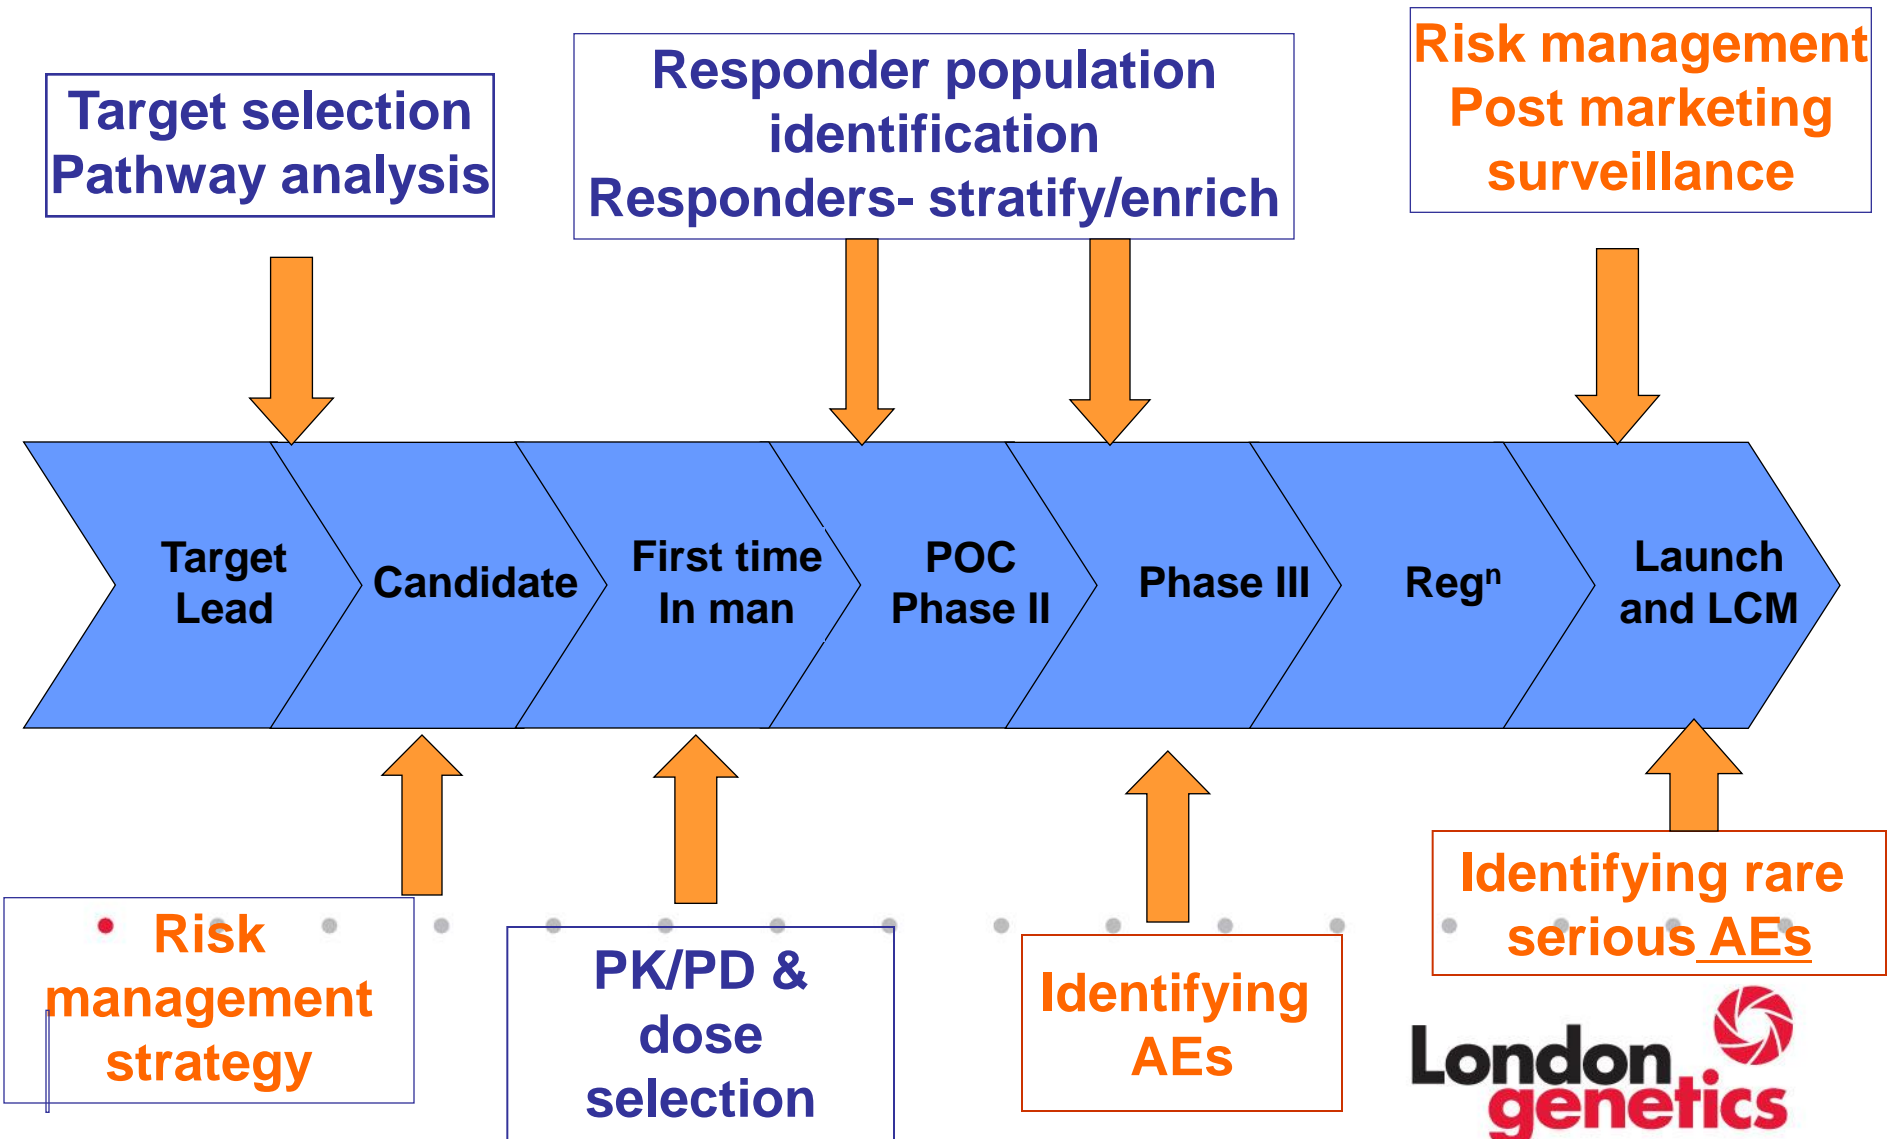 Target selection
Pathway analysis
Responder population
identification
Responders- stratify/enrich
Risk management
Post marketing
surveillance
Target
Lead
Candidate
First time
In man
POC
Phase II
Phase III
Regⁿ
Launch
and LCM
Risk
management
strategy
PK/PD &
dose
selection
Identifying
AEs
Identifying rare
serious AEs
London
genetics